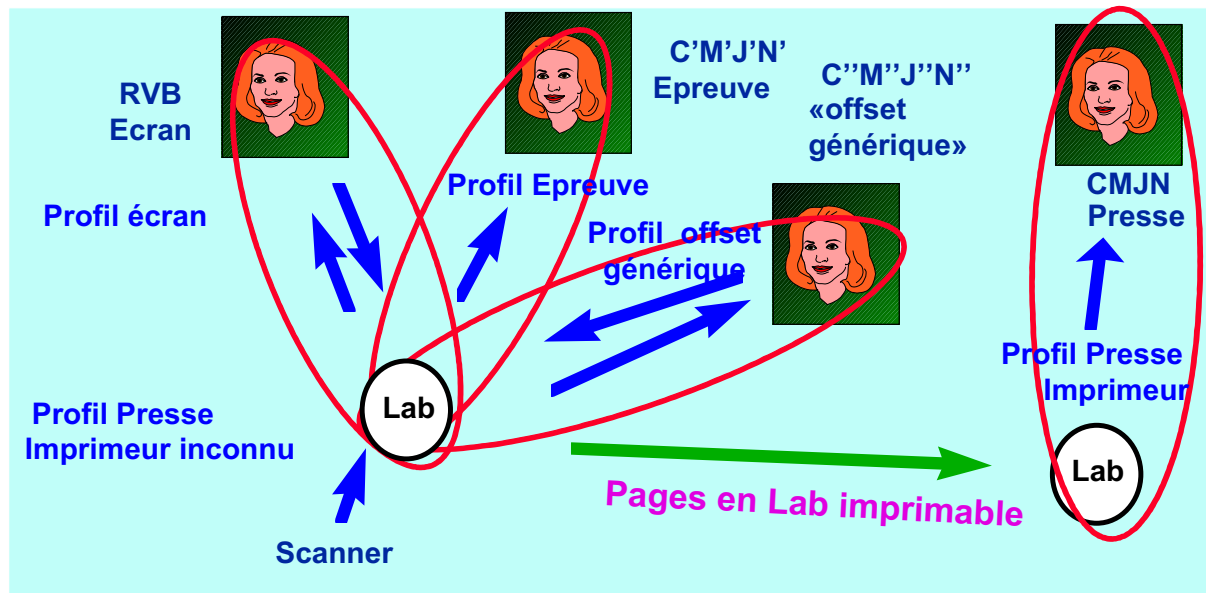 RVB
Ecran
C’M’J’N’
Epreuve
C’’M’’J’’N’’
«offset
générique»
CMJN
Presse
Profil écran
Profil Epreuve
Profil offset
générique
Profil Presse
Imprimeur
Profil Presse
Imprimeur inconnu
Lab
Lab
Pages en Lab imprimable
Scanner